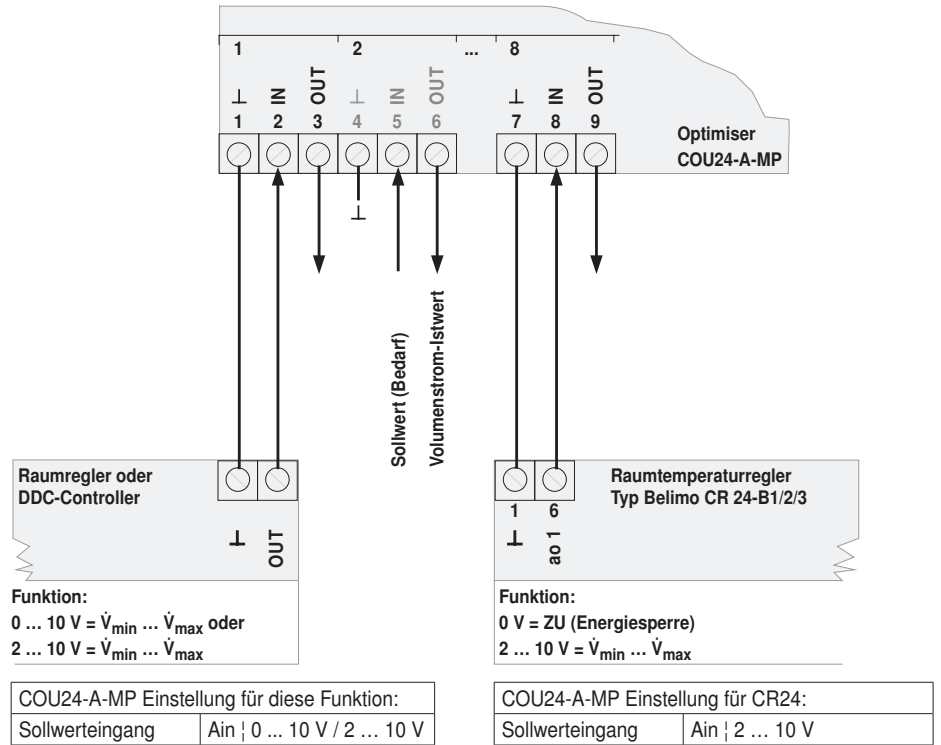 1 2 ... 8
⊥ IN OUT ⊥ IN OUT ⊥ IN OUT
1 2 3 4 5 6 7 8 9
Optimiser
COU24-A-MP
⊥
Sollwert (Bedarf)
Volumenstrom-Istwert
Raumregler oder
DDC-Controller
⊥ OUT
Funktion:
0 ... 10 V = V̇min ... V̇max oder
2 ... 10 V = V̇min ... V̇max
Raumtemperaturregler
Typ Belimo CR 24-B1/2/3
1 6
⊥ ao 1
Funktion:
0 V = ZU (Energiesperre)
2 ... 10 V = V̇min ... V̇max
COU24-A-MP Einstellung für diese Funktion:
Sollwerteingang Ain ¦ 0 ... 10 V / 2 ... 10 V
COU24-A-MP Einstellung für CR24:
Sollwerteingang Ain ¦ 2 ... 10 V